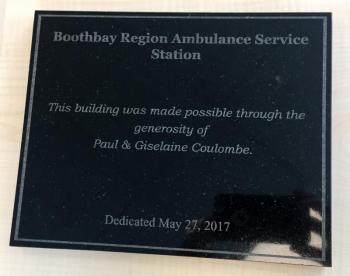 Boothbay Region Ambulance Service
Station
This building was made possible through the
generosity of
Paul & Giselaine Coulombe.
Dedicated May 27, 2017